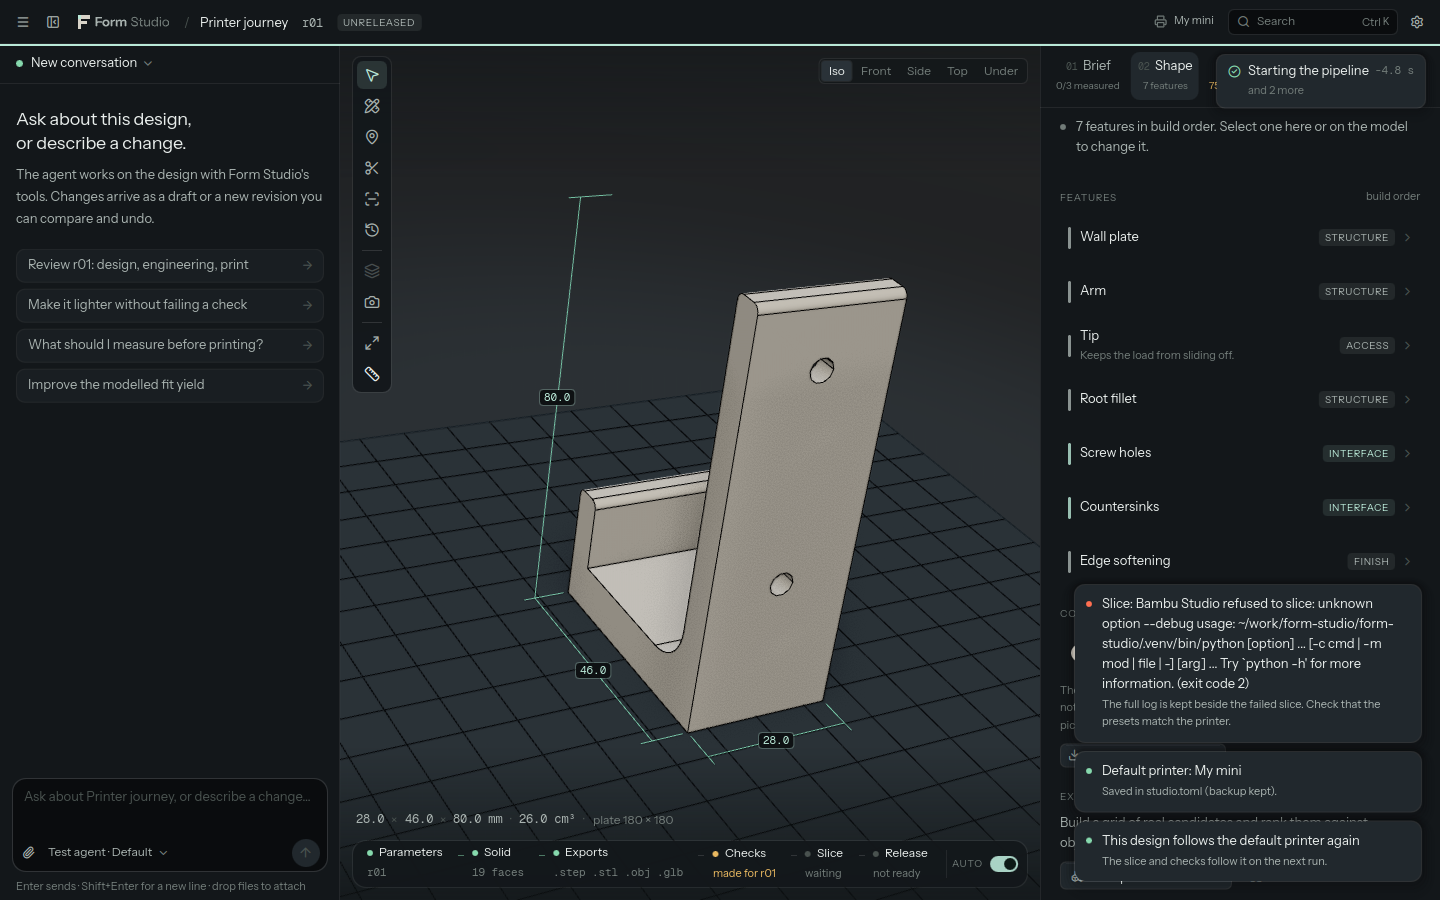 Form Studio / Printer journey r01 UNRELEASED
My mini
Search Ctrl K
New conversation
Ask about this design,
or describe a change.
The agent works on the design with Form Studio's
tools. Changes arrive as a draft or a new revision you
can compare and undo.
Review r01: design, engineering, print
Make it lighter without failing a check
What should I measure before printing?
Improve the modelled fit yield
Ask about Printer journey, or describe a change...
Test agent · Default
Enter sends · Shift+Enter for a new line · drop files to attach
Iso Front Side Top Under
80.0
46.0
28.0
28.0 × 46.0 × 80.0 mm · 26.0 cm³ · plate 180 × 180
Parameters
r01
Solid
19 faces
Exports
.step .stl .obj .glb
Checks
made for r01
Slice
waiting
Release
not ready
AUTO
01 Brief
0/3 measured
02 Shape
7 features
Starting the pipeline -4.8 s
and 2 more
7 features in build order. Select one here or on the model
to change it.
FEATURES build order
Wall plate STRUCTURE
Arm STRUCTURE
Tip
Keeps the load from sliding off.
ACCESS
Root fillet STRUCTURE
Screw holes INTERFACE
Countersinks INTERFACE
Edge softening FINISH
Slice: Bambu Studio refused to slice: unknown
option --debug usage: ~/work/form-studio/form-
studio/.venv/bin/python [option] ... [-c cmd | -m
mod | file | -] [arg] ... Try `python -h' for more
information. (exit code 2)
The full log is kept beside the failed slice. Check that the
presets match the printer.
Default printer: My mini
Saved in studio.toml (backup kept).
This design follows the default printer again
The slice and checks follow it on the next run.